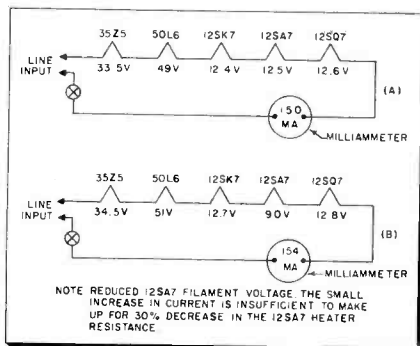 35Z5 50L6 12SK7 12SA7 12SQ7
LINE
INPUT
33.5V 49V 12.4V 12.5V 12.6V
(A)
150
MA
MILLIAMMETER
35Z5 50L6 12SK7 12SA7 12SQ7
LINE
INPUT
34.5V 51V 12.7V 9.0V 12.8V
(B)
154
MA
MILLIAMMETER
NOTE REDUCED 12SA7 FILAMENT VOLTAGE. THE SMALL
INCREASE IN CURRENT IS INSUFFICIENT TO MAKE
UP FOR 30% DECREASE IN THE 12SA7 HEATER
RESISTANCE.